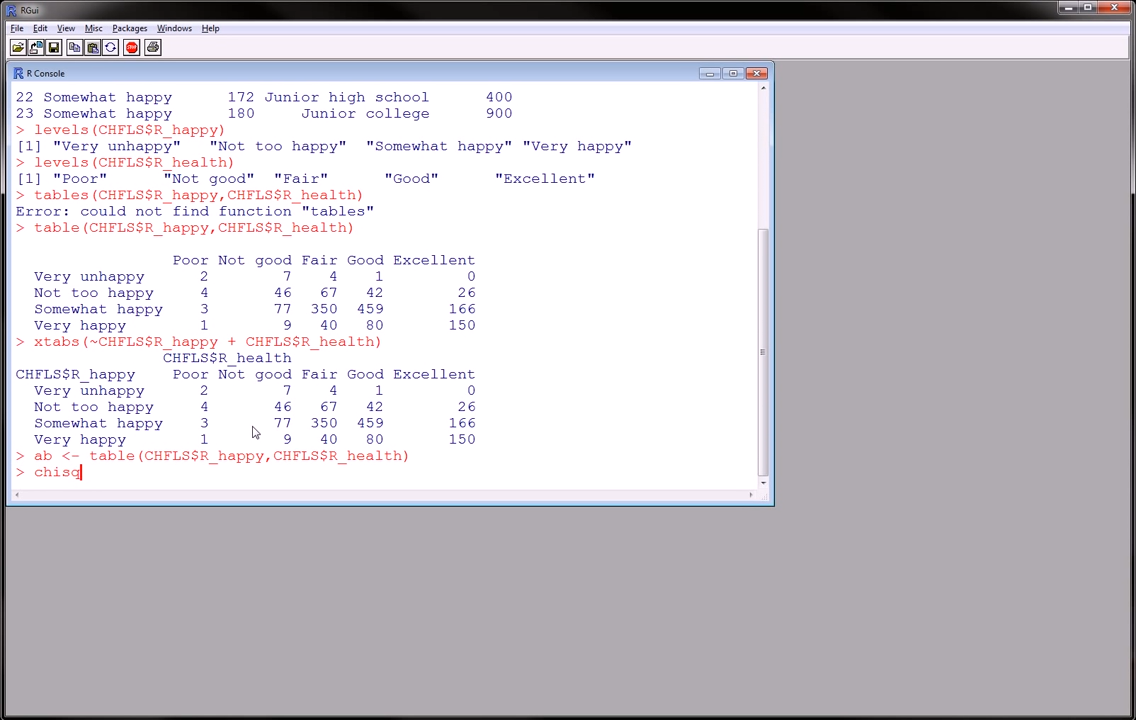 RGui
File Edit View Misc Packages Windows Help
STOP
R Console
22 Somewhat happy 172 Junior high school 400
23 Somewhat happy 180 Junior college 900
> levels(CHFLS$R_happy)
[1] "Very unhappy" "Not too happy" "Somewhat happy" "Very happy"
> levels(CHFLS$R_health)
[1] "Poor" "Not good" "Fair" "Good" "Excellent"
> tables(CHFLS$R_happy,CHFLS$R_health)
Error: could not find function "tables"
> table(CHFLS$R_happy,CHFLS$R_health)
Poor Not good Fair Good Excellent
Very unhappy 2 7 4 1 0
Not too happy 4 46 67 42 26
Somewhat happy 3 77 350 459 166
Very happy 1 9 40 80 150
> xtabs(~CHFLS$R_happy + CHFLS$R_health)
CHFLS$R_health
CHFLS$R_happy Poor Not good Fair Good Excellent
Very unhappy 2 7 4 1 0
Not too happy 4 46 67 42 26
Somewhat happy 3 77 350 459 166
Very happy 1 9 40 80 150
> ab <- table(CHFLS$R_happy,CHFLS$R_health)
> chisq